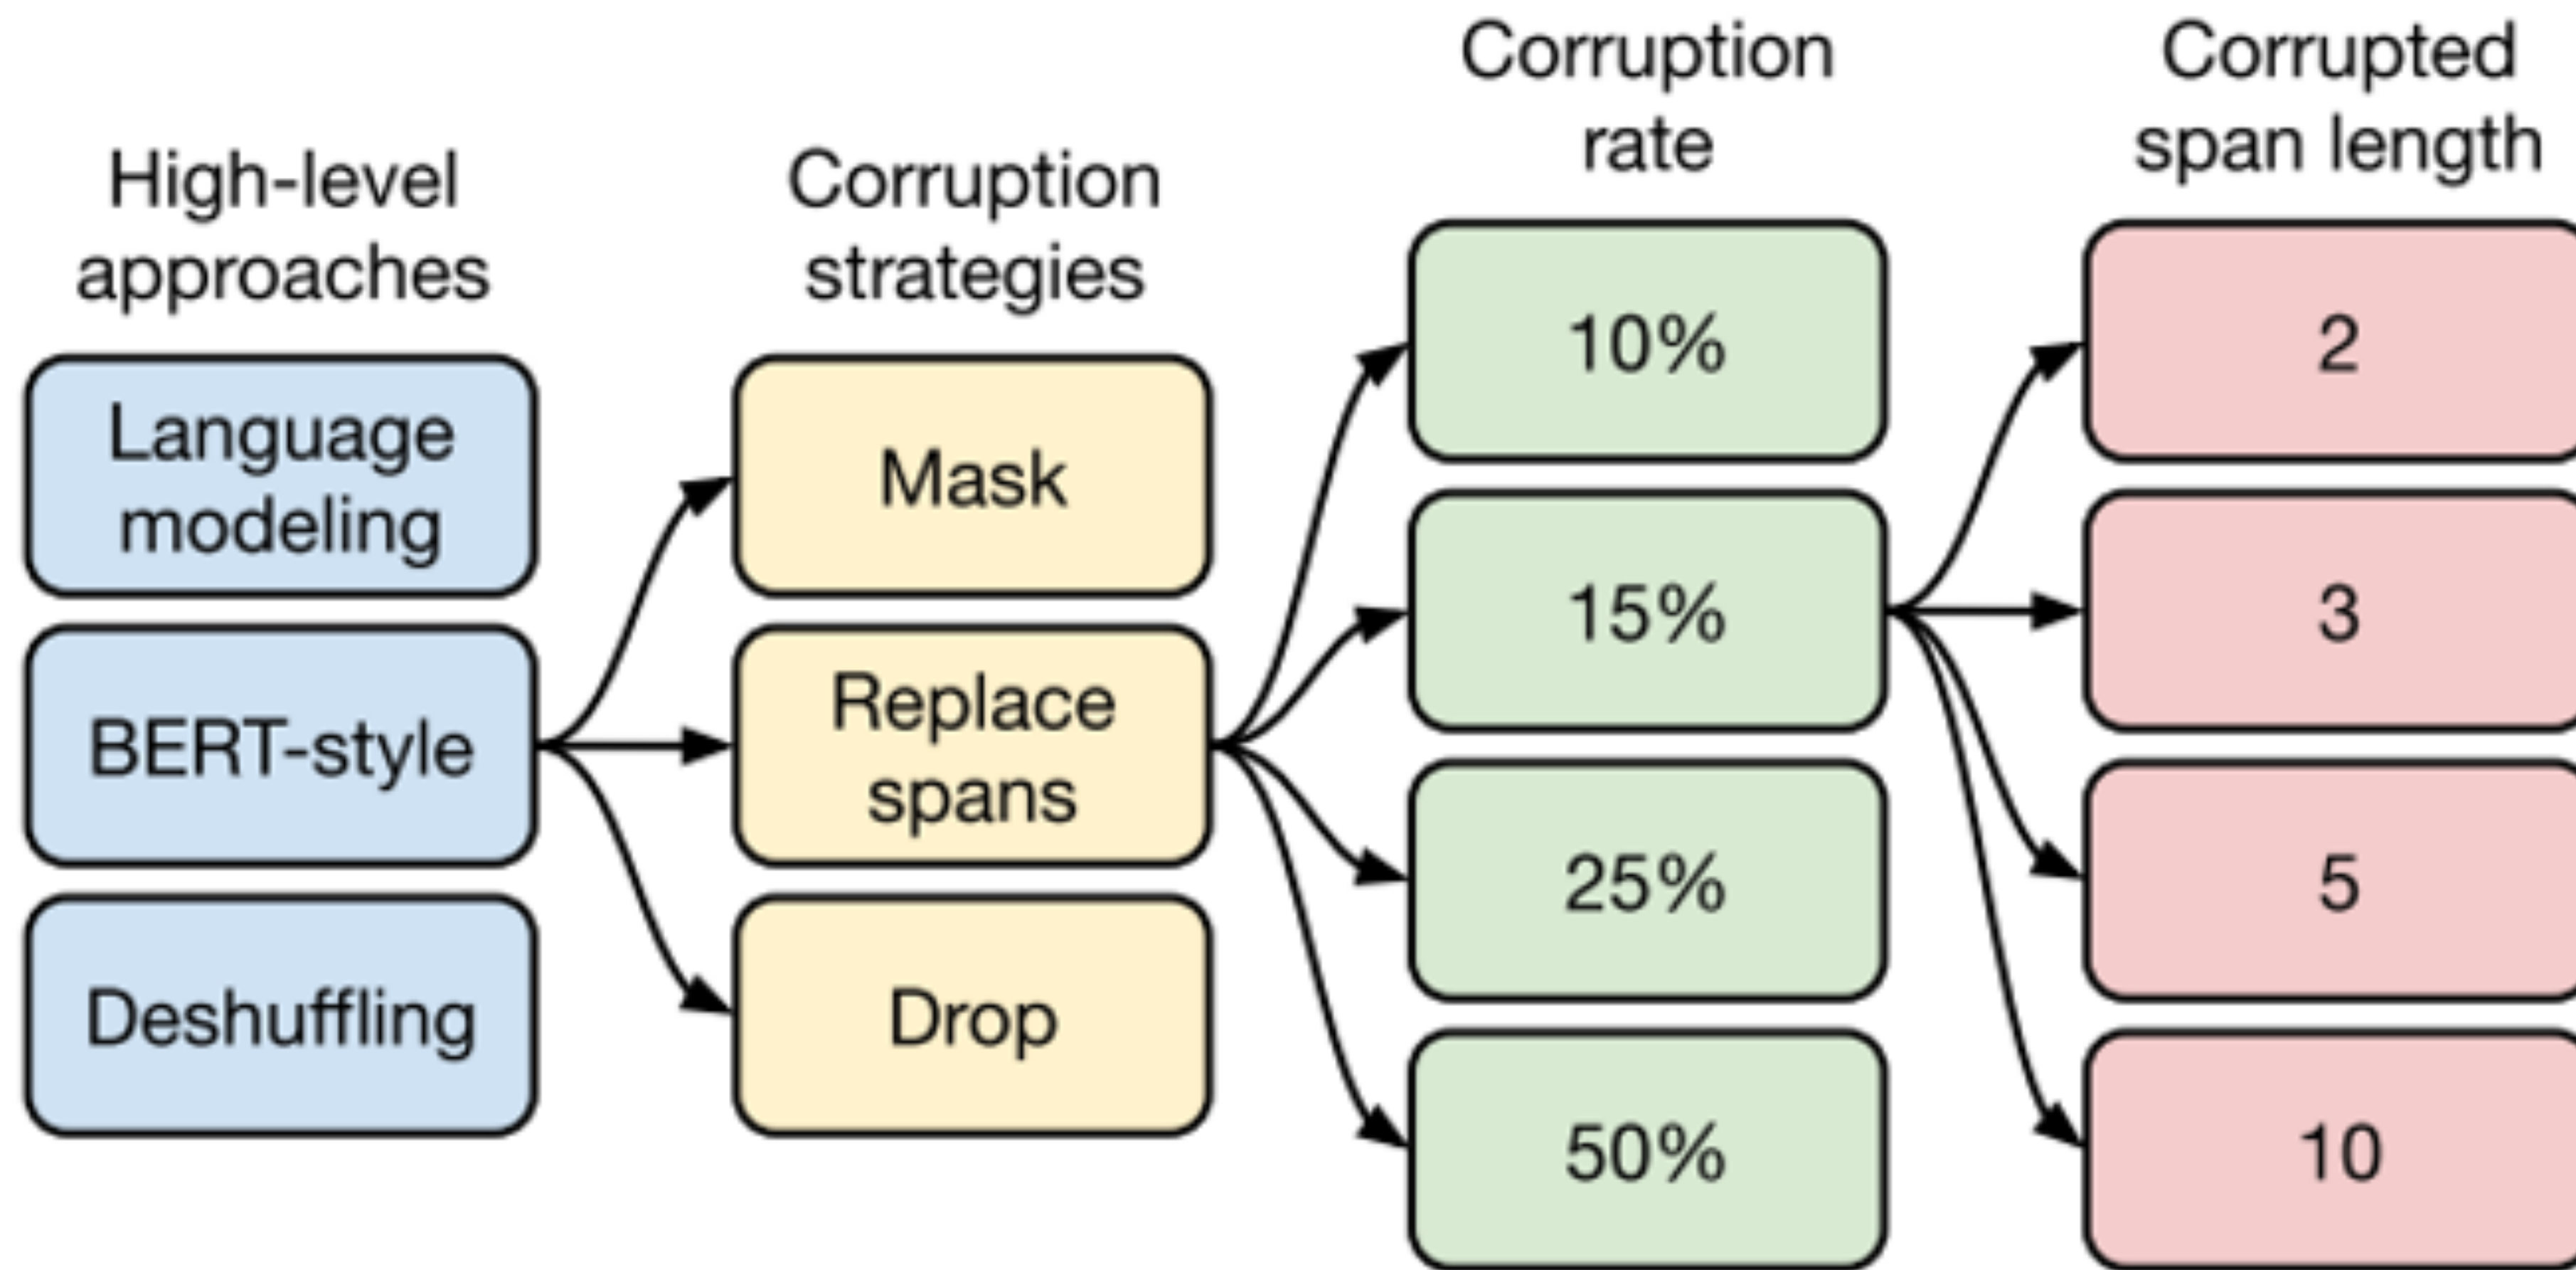 High-level
approaches
Language
modeling
BERT-style
Deshuffling
Corruption
strategies
Mask
Replace
spans
Drop
Corruption
rate
10%
15%
25%
50%
Corrupted
span length
2
3
5
10